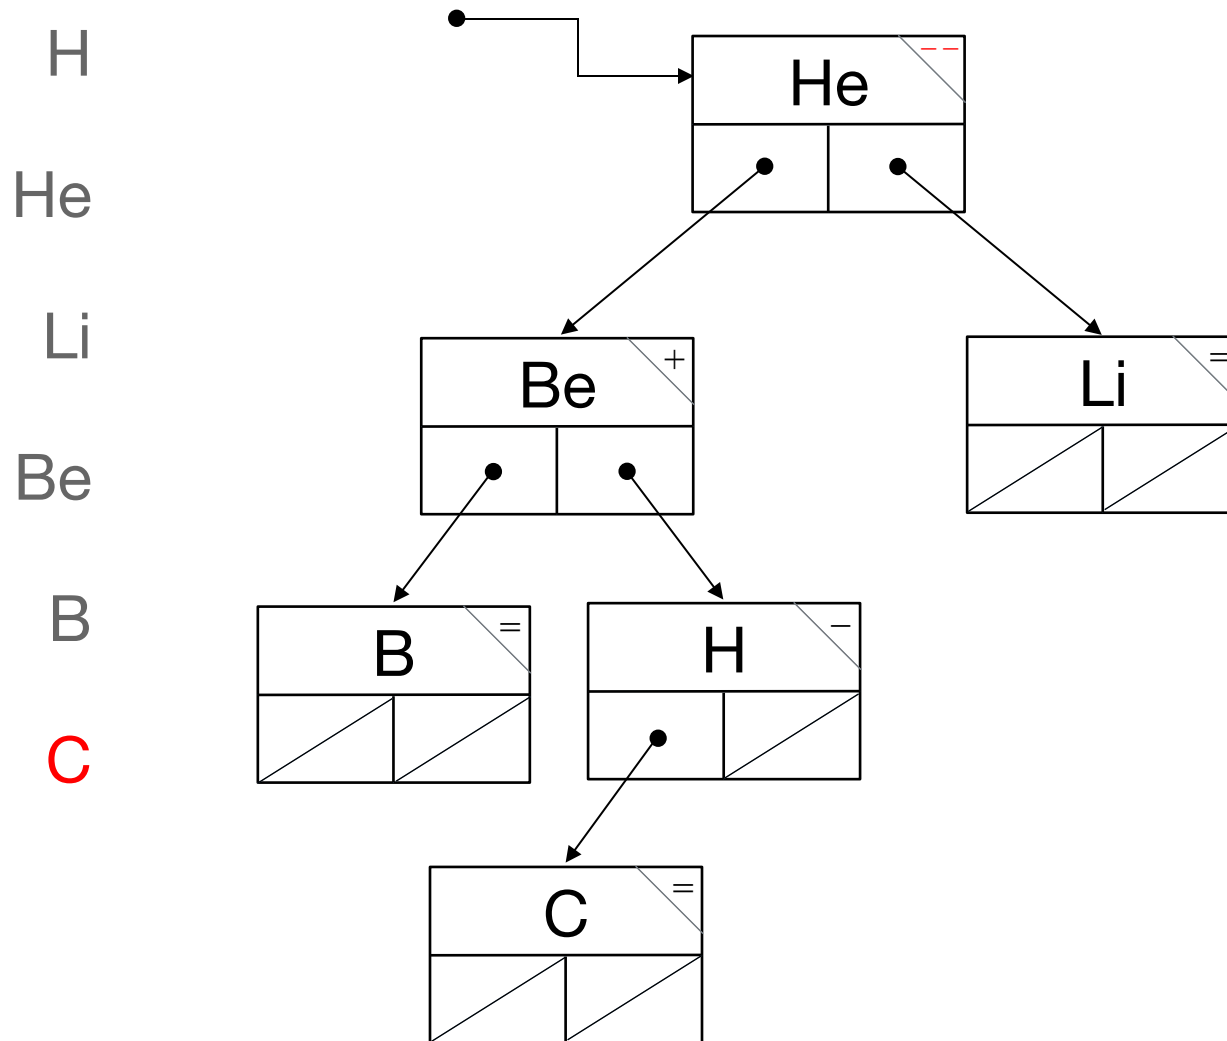 H
He
Li
Be
B
C
He − −
Be +
Li =
B =
H −
C =